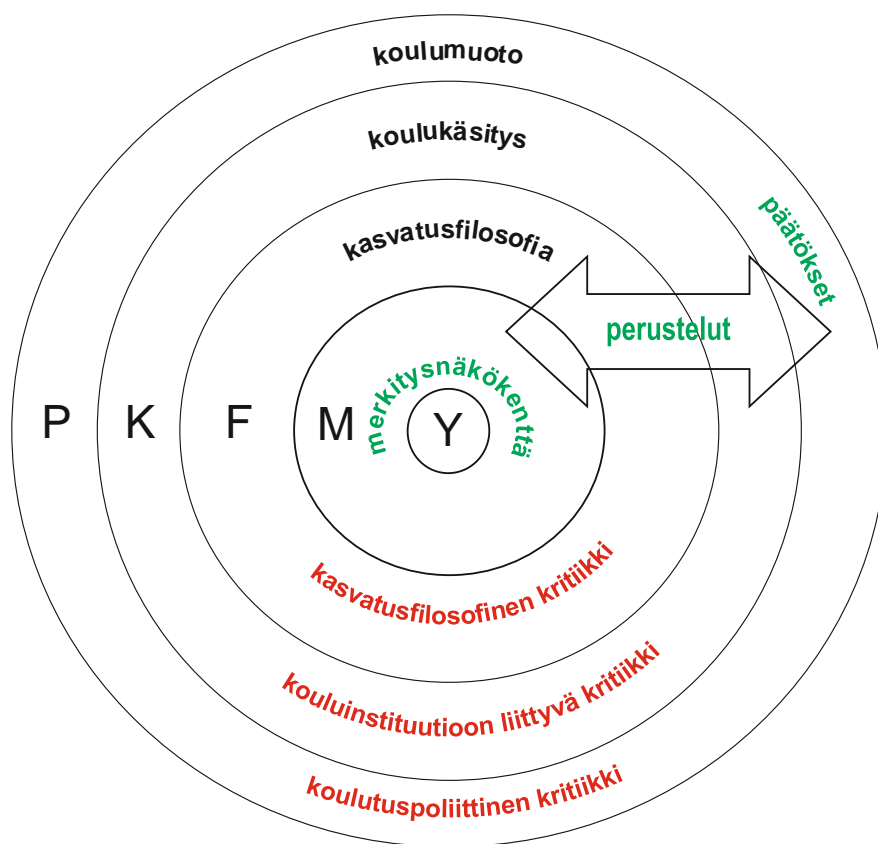 koulumuoto
koulukäsitys
päätökset
kasvatusfilosofia
perustelut
merkitysnäkökenttä
P K F M Y
kasvatusfilosofinen kritiikki
kouluinstituutioon liittyvä kritiikki
koulutuspoliittinen kritiikki